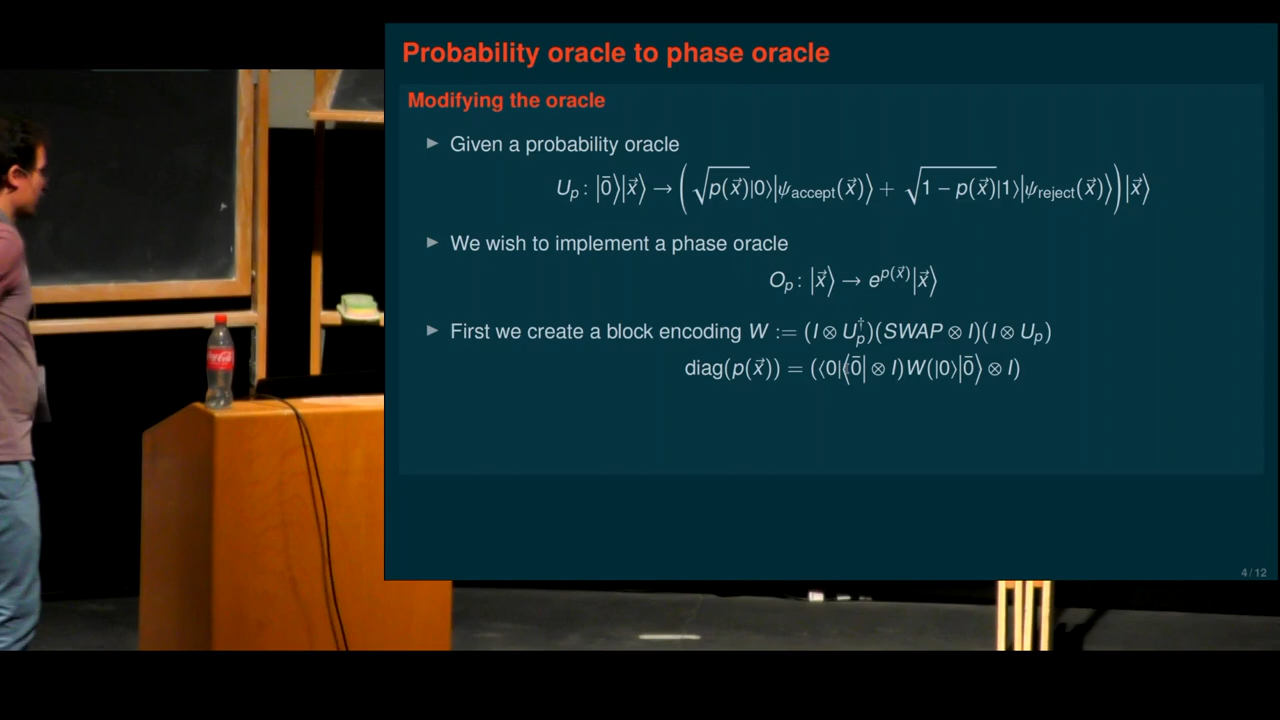 Probability oracle to phase oracle
Modifying the oracle
▶ Given a probability oracle
U_p : |0̄⟩|x⃗⟩ → (√p(x⃗)|0⟩|ψ_accept(x⃗)⟩ + √1 − p(x⃗)|1⟩|ψ_reject(x⃗)⟩)|x⃗⟩
▶ We wish to implement a phase oracle
O_p : |x⃗⟩ → e^{p(x⃗)}|x⃗⟩
▶ First we create a block encoding W := (I ⊗ U_p^†)(SWAP ⊗ I)(I ⊗ U_p)
diag(p(x⃗)) = (⟨0|⟨0̄| ⊗ I)W(|0⟩|0̄⟩ ⊗ I)
Coca-Cola
4 / 12